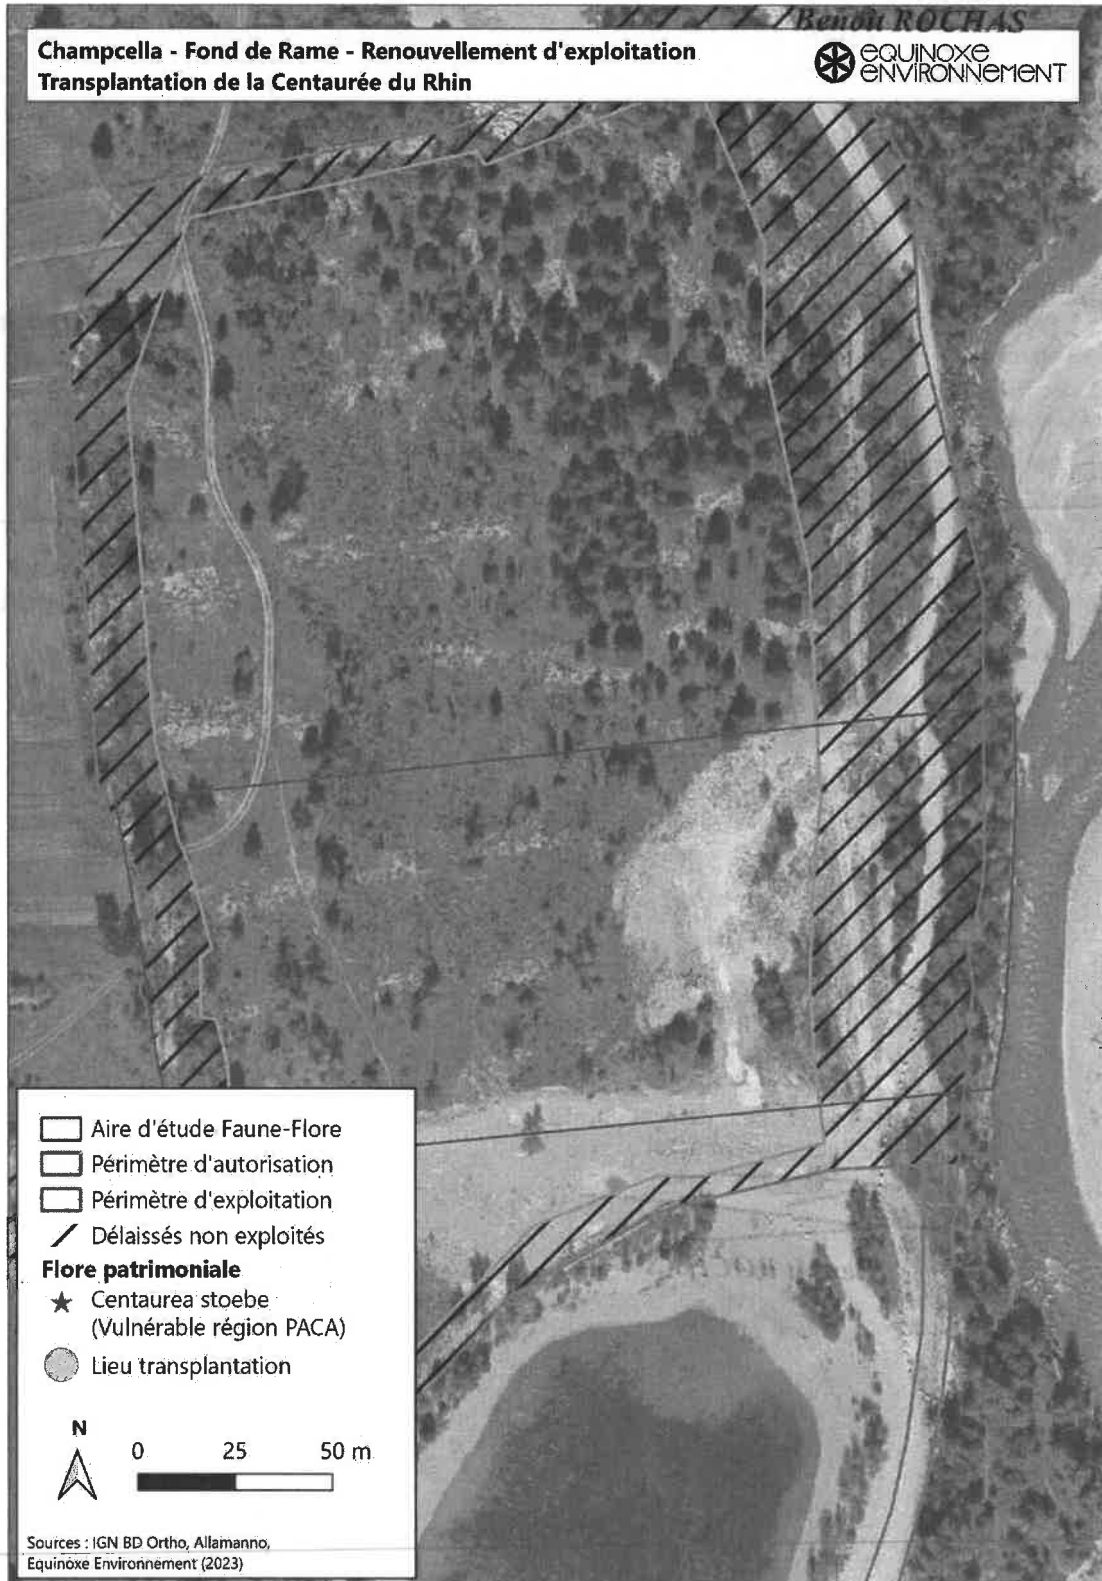 Benoît ROCHAS
Champcella - Fond de Rame - Renouvellement d'exploitation
Transplantation de la Centaurée du Rhin
EQUINOXE
ENVIRONNEMENT
Aire d'étude Faune-Flore
Périmètre d'autorisation
Périmètre d'exploitation
Délaissés non exploités
Flore patrimoniale
Centaurea stoebe
(Vulnérable région PACA)
Lieu transplantation
N
0 25 50 m
Sources : IGN BD Ortho, Allamanno,
Equinoxe Environnement (2023)